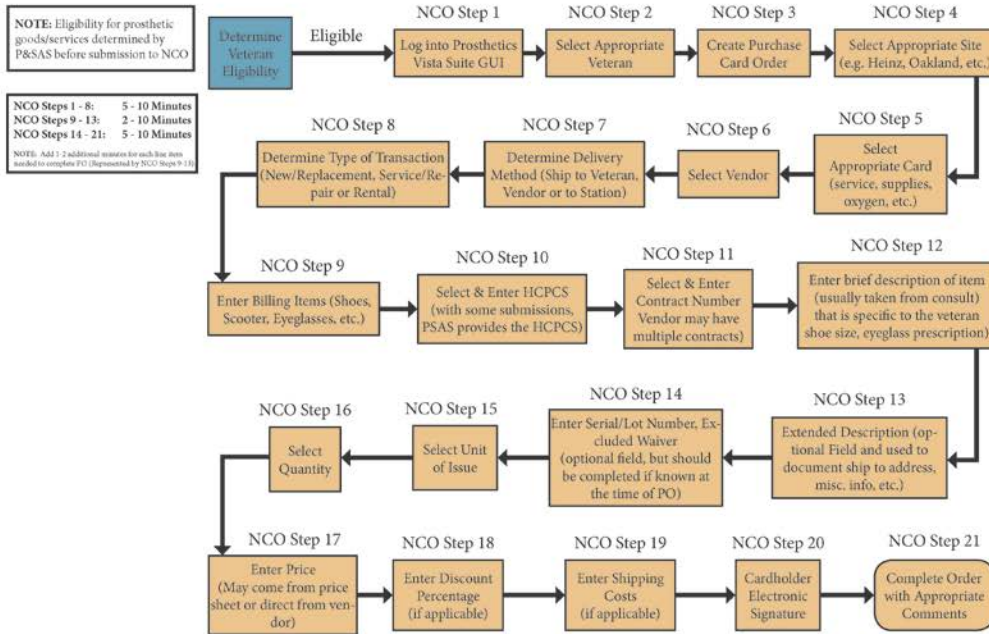 NOTE: Eligibility for prosthetic
goods/services determined by
P&SAS before submission to NCO
NCO Steps 1 - 8: 5 - 10 Minutes
NCO Steps 9 - 13: 2 - 10 Minutes
NCO Steps 14 - 21: 5 - 10 Minutes
NOTE: Add 1-2 additional minutes for each line item
needed to complete PO (Represented by NCO Steps 9-13)
Determine
Veteran
Eligibility
Eligible
NCO Step 1
Log into Prosthetics
Vista Suite GUI
NCO Step 2
Select Appropriate
Veteran
NCO Step 3
Create Purchase
Card Order
NCO Step 4
Select Appropriate Site
(e.g. Heinz, Oakland, etc.)
NCO Step 5
Select
Appropriate Card
(service, supplies,
oxygen, etc.)
NCO Step 6
Select Vendor
NCO Step 7
Determine Delivery
Method (Ship to Veteran,
Vendor or to Station)
NCO Step 8
Determine Type of Transaction
(New/Replacement, Service/Re-
pair or Rental)
NCO Step 9
Enter Billing Items (Shoes,
Scooter, Eyeglasses, etc.)
NCO Step 10
Select & Enter HCPCS
(with some submissions,
PSAS provides the HCPCS)
NCO Step 11
Select & Enter
Contract Number
Vendor may have
multiple contracts)
NCO Step 12
Enter brief description of item
(usually taken from consult)
that is specific to the veteran
shoe size, eyeglass prescription)
NCO Step 13
Extended Description (op-
tional Field and used to
document ship to address,
misc. info, etc.)
NCO Step 14
Enter Serial/Lot Number, Ex-
cluded Waiver
(optional field, but should
be completed if known at
the time of PO)
NCO Step 15
Select Unit
of Issue
NCO Step 16
Select
Quantity
NCO Step 17
Enter Price
(May come from price
sheet or direct from ven-
dor)
NCO Step 18
Enter Discount
Percentage
(if applicable)
NCO Step 19
Enter Shipping
Costs
(if applicable)
NCO Step 20
Cardholder
Electronic
Signature
NCO Step 21
Complete Order
with Appropriate
Comments